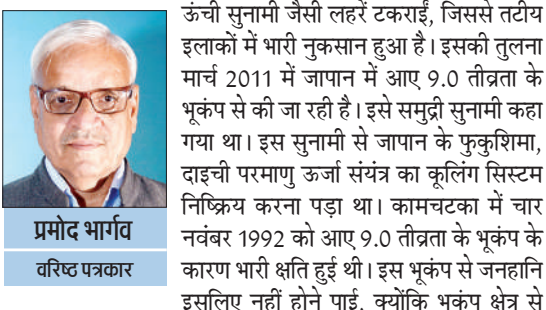 प्रमोद भार्गव
वरिष्ठ पत्रकार
ऊंची सुनामी जैसी लहरें टकराईं, जिससे तटीय
इलाकों में भारी नुकसान हुआ है। इसकी तुलना
मार्च 2011 में जापान में आए 9.0 तीव्रता के
भूकंप से की जा रही है। इसे समुद्री सुनामी कहा
गया था। इस सुनामी से जापान के फुकुशिमा,
दाइची परमाणु ऊर्जा संयंत्र का कूलिंग सिस्टम
निष्क्रिय करना पड़ा था। कामचटका में चार
नवंबर 1992 को आए 9.0 तीव्रता के भूकंप के
कारण भारी क्षति हुई थी। इस भूकंप से जनहानि
इसलिए नहीं होने पाई, क्योंकि भूकंप क्षेत्र से